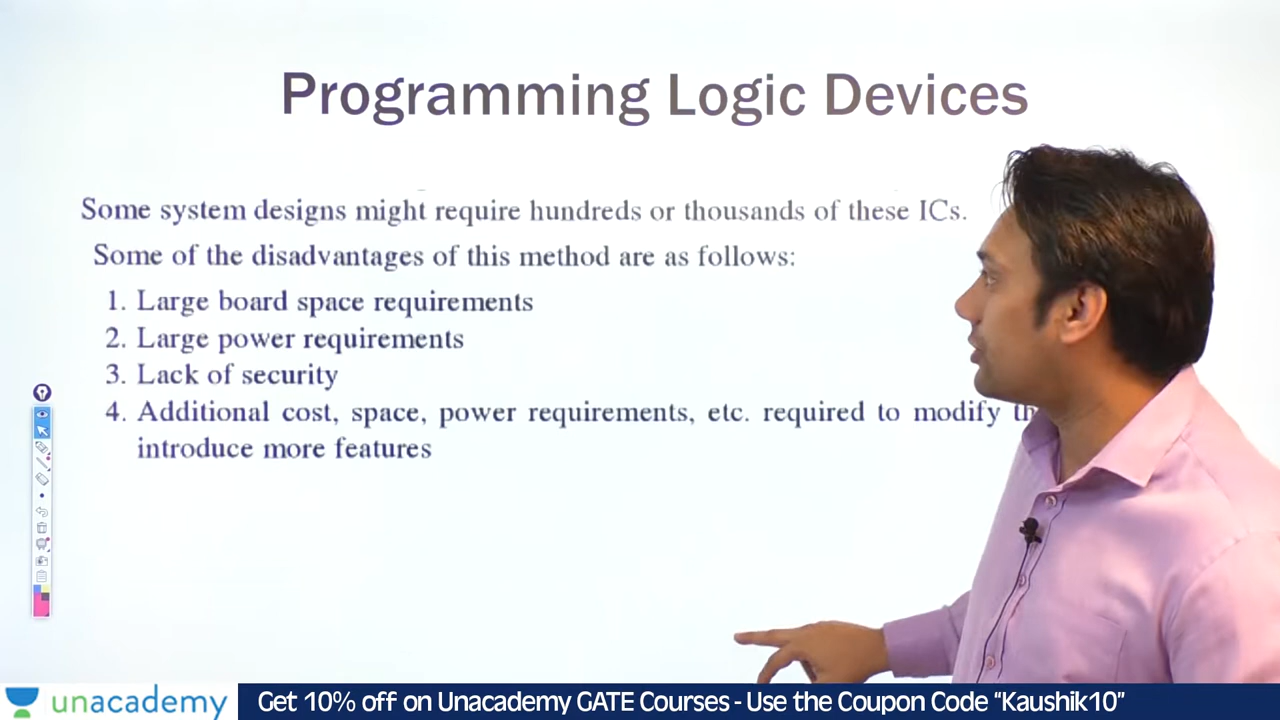 Programming Logic Devices
Some system designs might require hundreds or thousands of these ICs.
Some of the disadvantages of this method are as follows:
1. Large board space requirements
2. Large power requirements
3. Lack of security
4. Additional cost, space, power requirements, etc. required to modify
introduce more features
unacademy
Get 10% off on Unacademy GATE Courses - Use the Coupon Code “Kaushik10”